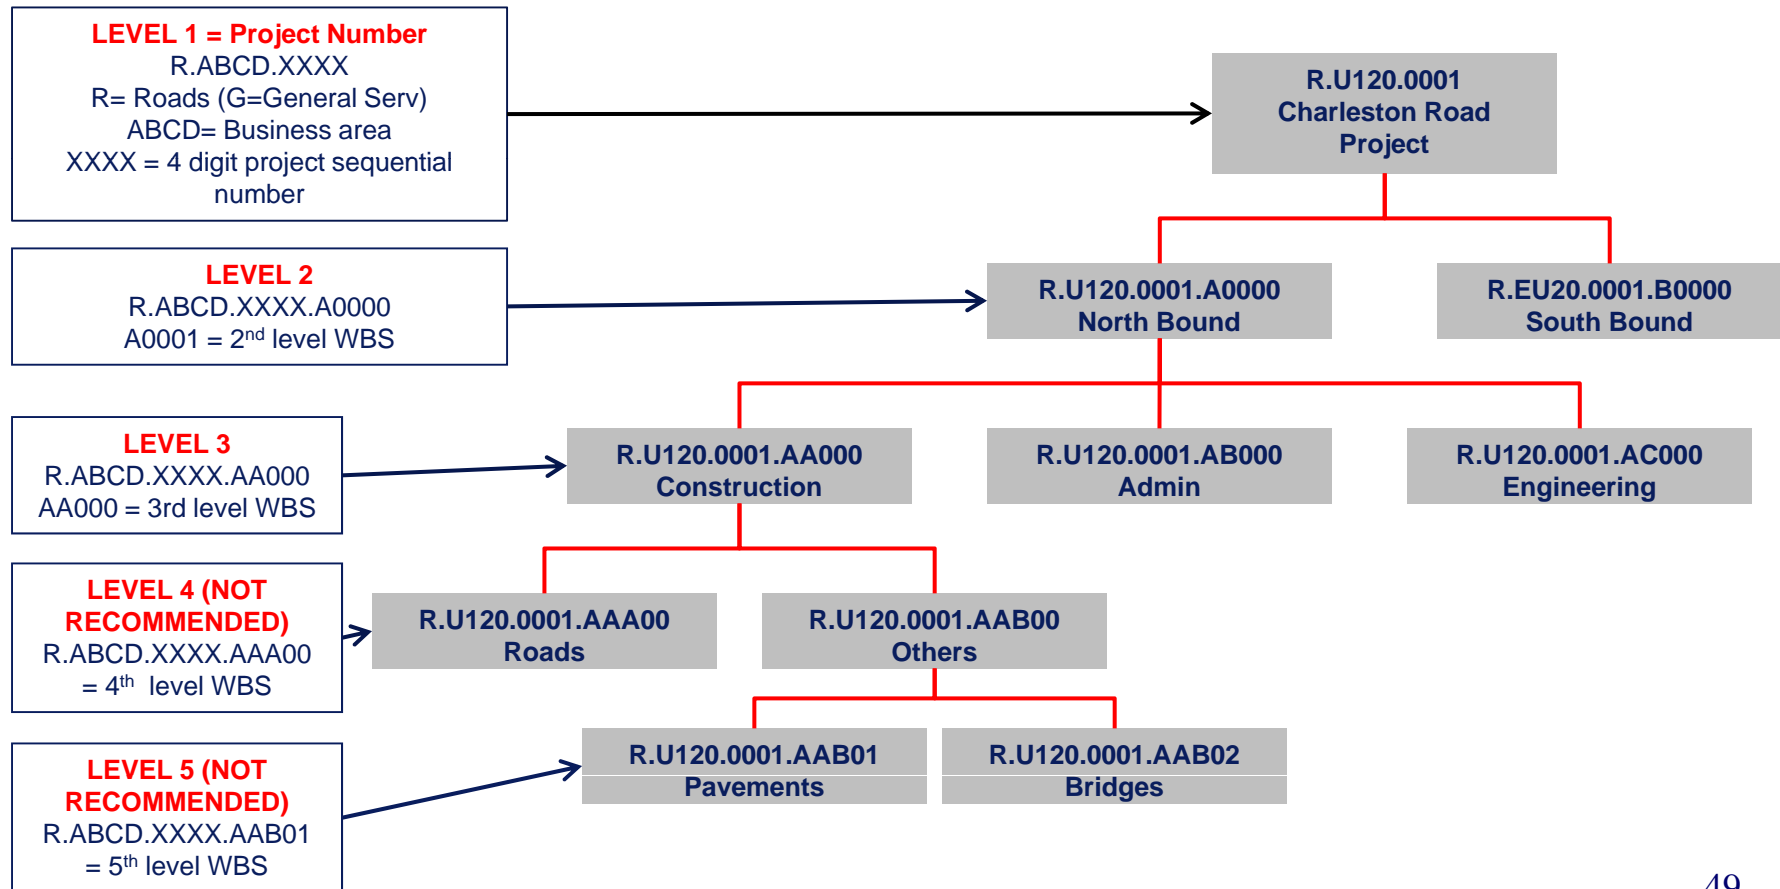 LEVEL 1 = Project Number
R.ABCD.XXXX
R= Roads (G=General Serv)
ABCD= Business area
XXXX = 4 digit project sequential
number
R.U120.0001
Charleston Road
Project
LEVEL 2
R.ABCD.XXXX.A0000
A0001 = 2nd level WBS
R.U120.0001.A0000
North Bound
R.EU20.0001.B0000
South Bound
LEVEL 3
R.ABCD.XXXX.AA000
AA000 = 3rd level WBS
R.U120.0001.AA000
Construction
R.U120.0001.AB000
Admin
R.U120.0001.AC000
Engineering
LEVEL 4 (NOT
RECOMMENDED)
R.ABCD.XXXX.AAA00
= 4th level WBS
R.U120.0001.AAA00
Roads
R.U120.0001.AAB00
Others
LEVEL 5 (NOT
RECOMMENDED)
R.ABCD.XXXX.AAB01
= 5th level WBS
R.U120.0001.AAB01
Pavements
R.U120.0001.AAB02
Bridges
49